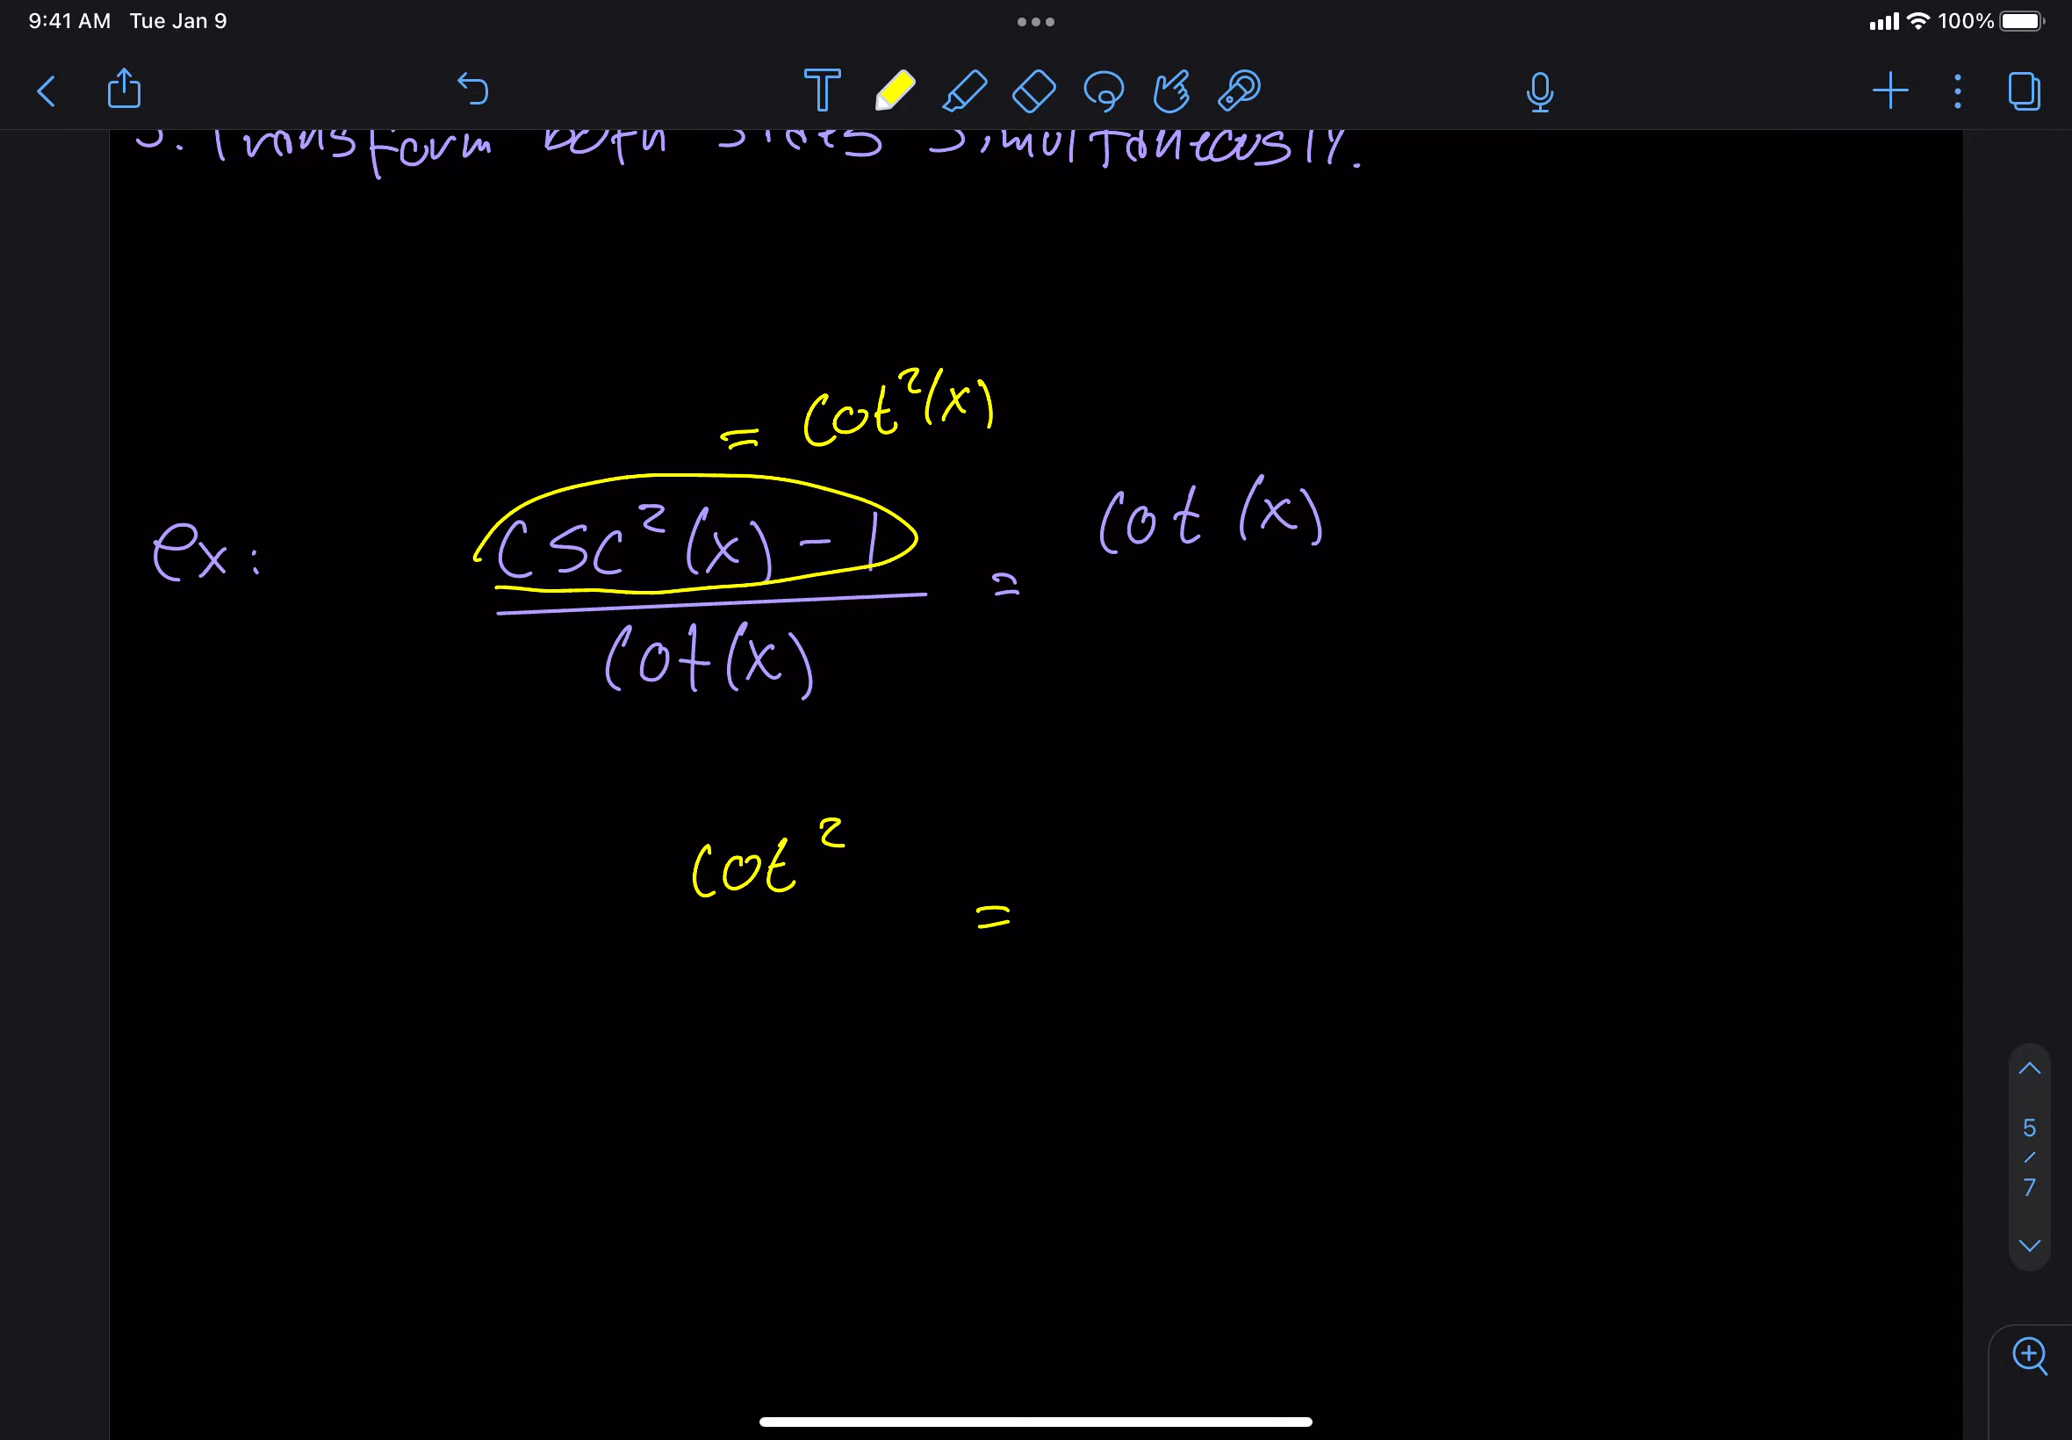 9:41 AM Tue Jan 9
100%
3. Transform both sides simultaneously.
= cot²(x)
ex: csc²(x) - 1 = cot(x)
cot(x)
cot² =
5
/
7